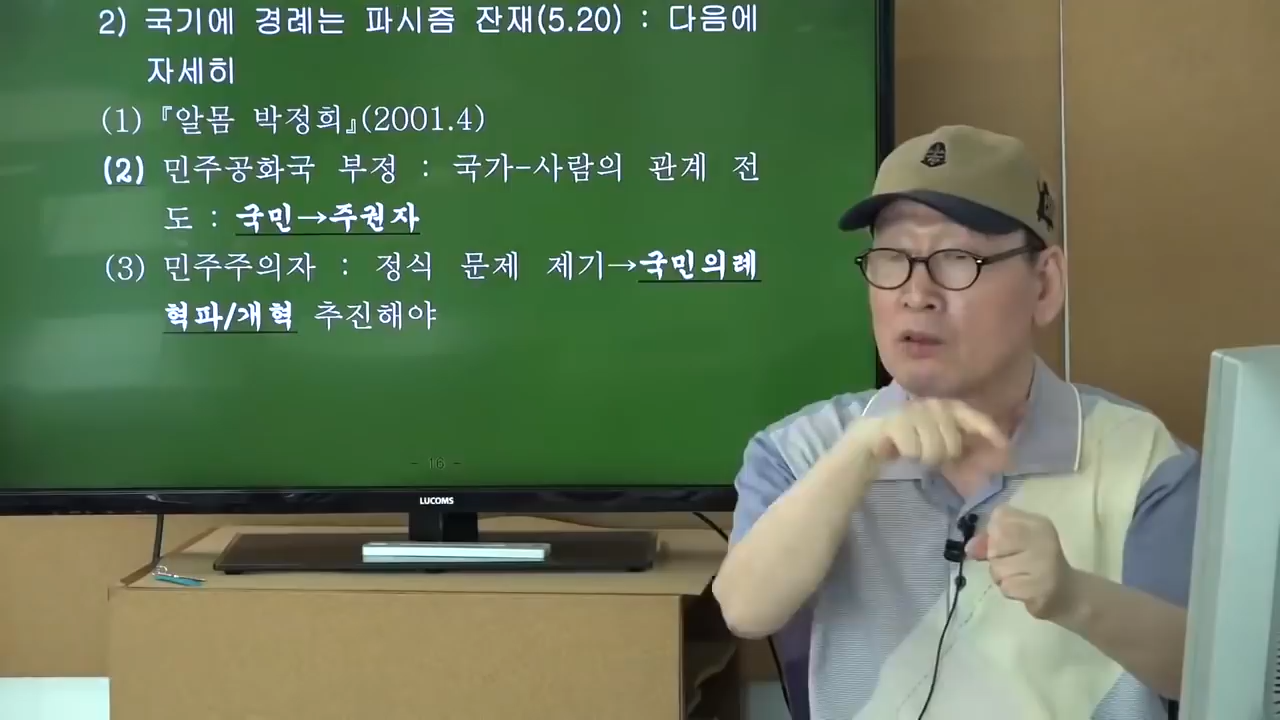 2) 국기에 경례는 파시즘 잔재(5.20) : 다음에
자세히
(1) 『알몸 박정희』(2001.4)
(2) 민주공화국 부정 : 국가-사람의 관계 전
도 : 국민→주권자
(3) 민주주의자 : 정식 문제 제기→국민의례
혁파/개혁 추진해야
- 16 -
LUCOMS